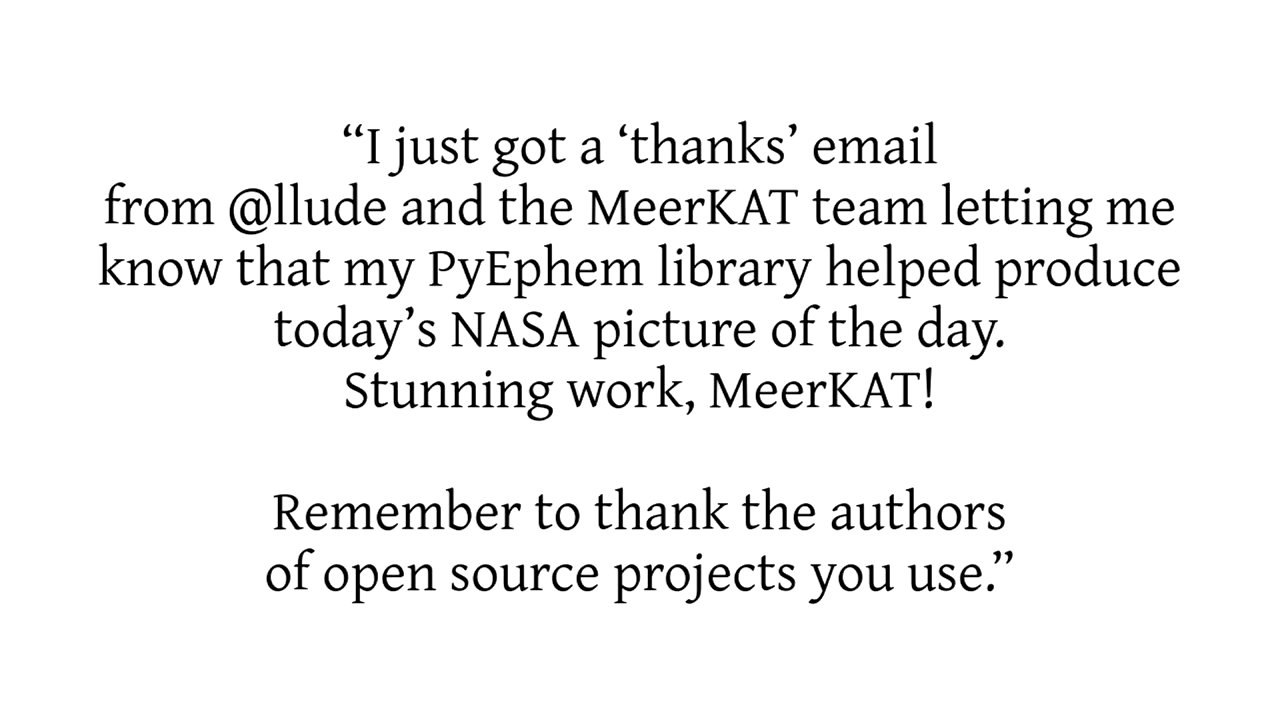 “I just got a ‘thanks’ email
from @llude and the MeerKAT team letting me
know that my PyEphem library helped produce
today’s NASA picture of the day.
Stunning work, MeerKAT!
Remember to thank the authors
of open source projects you use.”